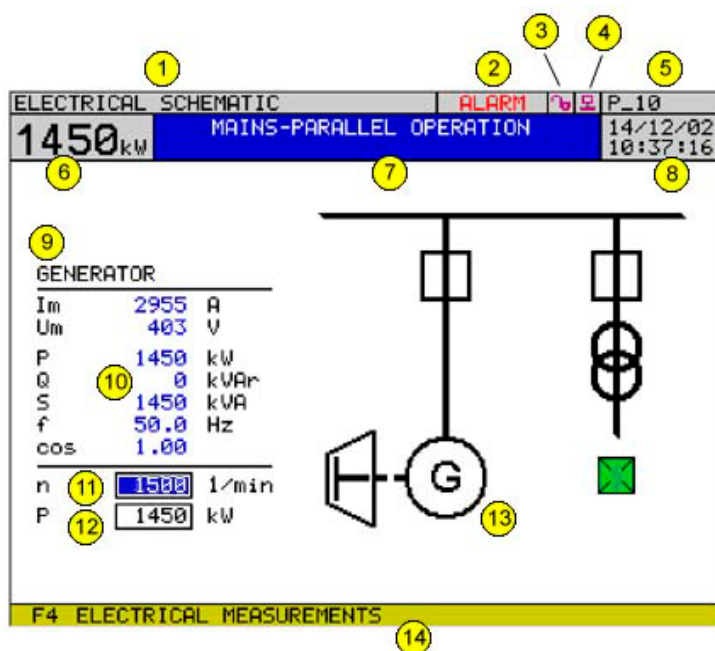 1
2
3
4
5
ELECTRICAL SCHEMATIC
ALARM
P_10
1450kW
MAINS-PARALLEL OPERATION
14/12/02
10:37:16
6
7
8
9
GENERATOR
Im 2955 A
Um 403 V
P 1450 kW
Q 0 kVAr
10
S 1450 kVA
f 50.0 Hz
cos 1.00
n 11 1500 1/min
P 12 1450 kW
G
13
F4 ELECTRICAL MEASUREMENTS
14